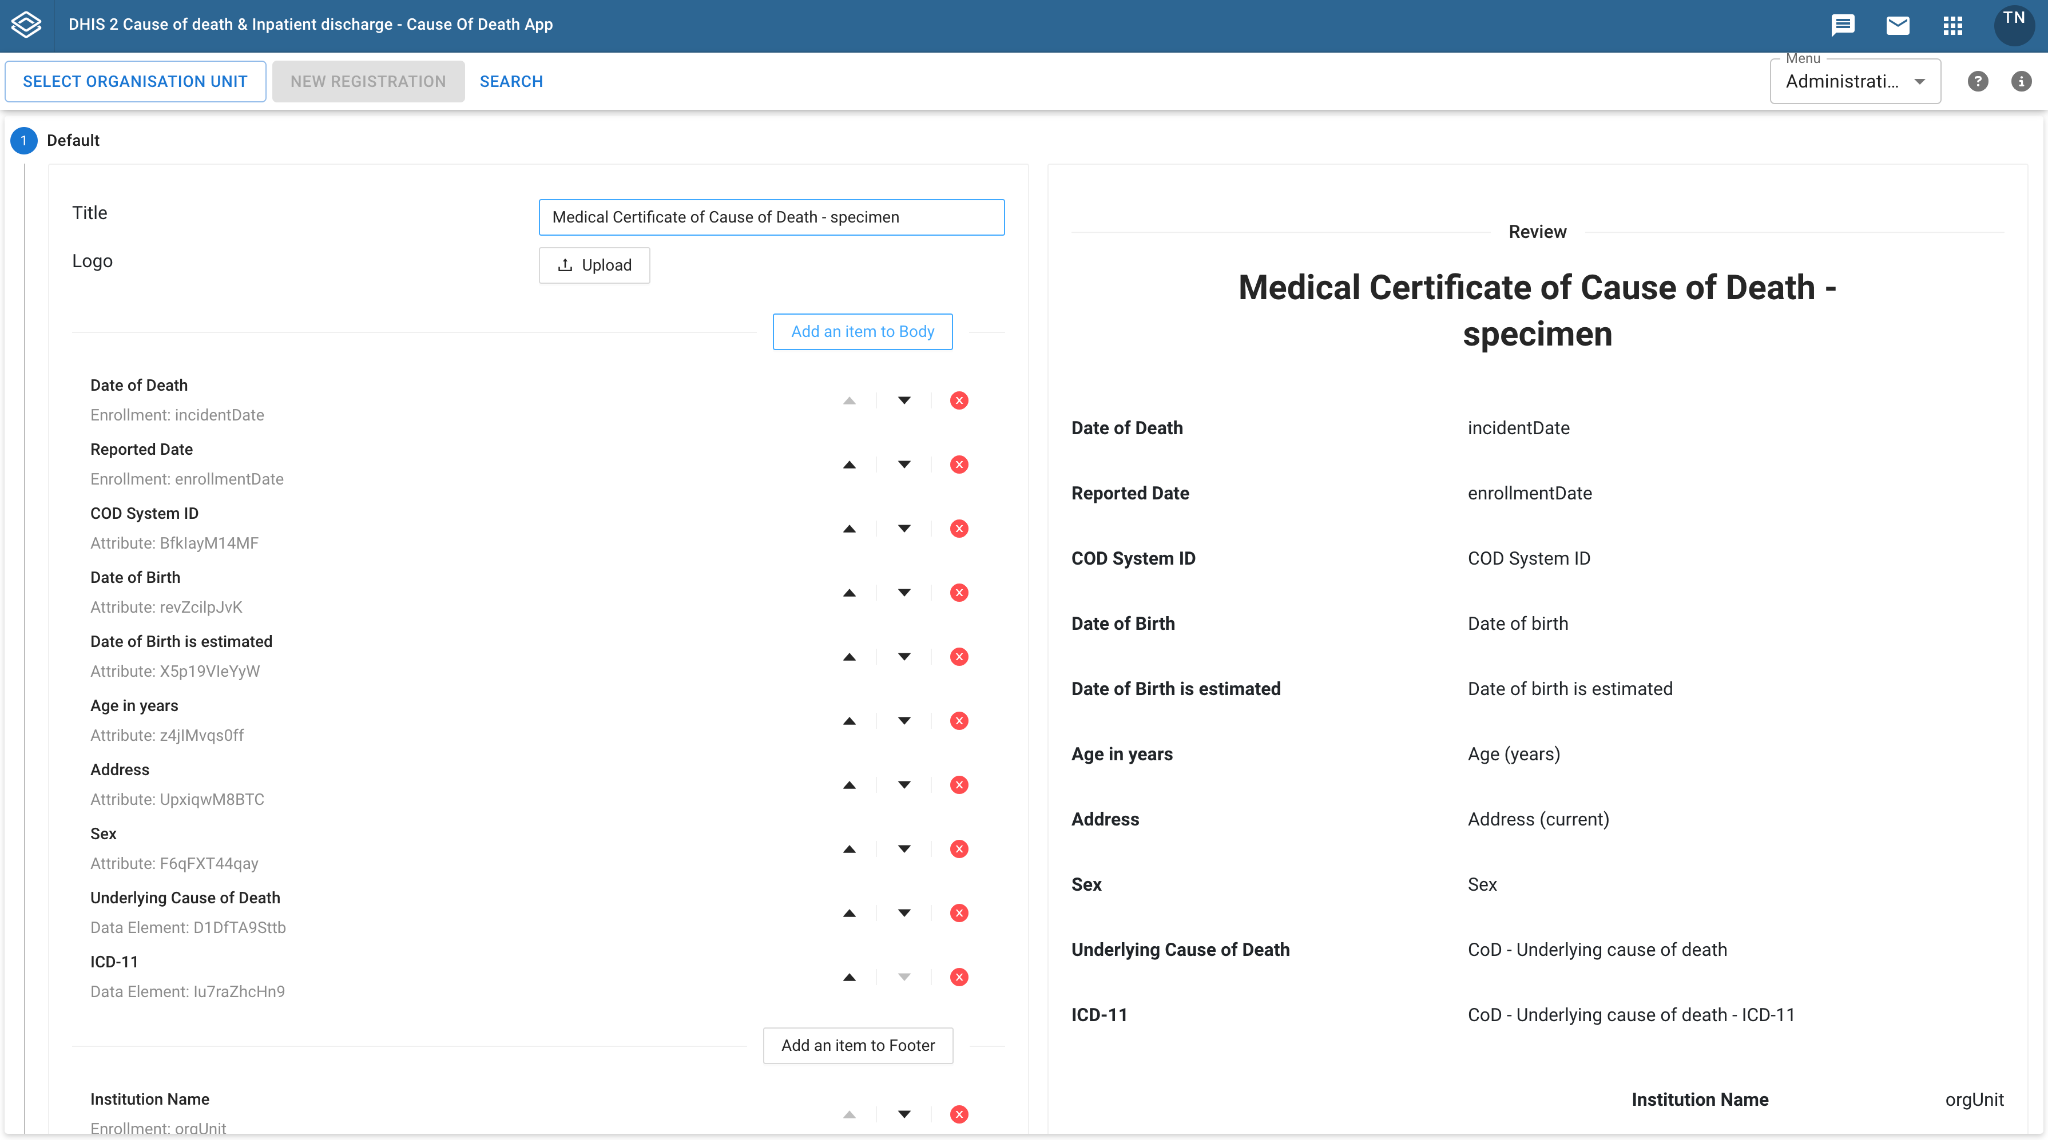 DHIS 2 Cause of death & Inpatient discharge - Cause Of Death App
TN
SELECT ORGANISATION UNIT
NEW REGISTRATION
SEARCH
Menu
Administrati...
1
Default
Title
Medical Certificate of Cause of Death - specimen
Logo
Upload
Add an item to Body
Date of Death
Enrollment: incidentDate
Reported Date
Enrollment: enrollmentDate
COD System ID
Attribute: BfkIayM14MF
Date of Birth
Attribute: revZcilpJvK
Date of Birth is estimated
Attribute: X5p19VIeYyW
Age in years
Attribute: z4jIMvqs0ff
Address
Attribute: UpxiqwM8BTC
Sex
Attribute: F6qFXT44qay
Underlying Cause of Death
Data Element: D1DfTA9Sttb
ICD-11
Data Element: Iu7raZhcHn9
Add an item to Footer
Institution Name
Enrollment: orgUnit
Review
Medical Certificate of Cause of Death -
specimen
Date of Death incidentDate
Reported Date enrollmentDate
COD System ID COD System ID
Date of Birth Date of birth
Date of Birth is estimated Date of birth is estimated
Age in years Age (years)
Address Address (current)
Sex Sex
Underlying Cause of Death CoD - Underlying cause of death
ICD-11 CoD - Underlying cause of death - ICD-11
Institution Name orgUnit